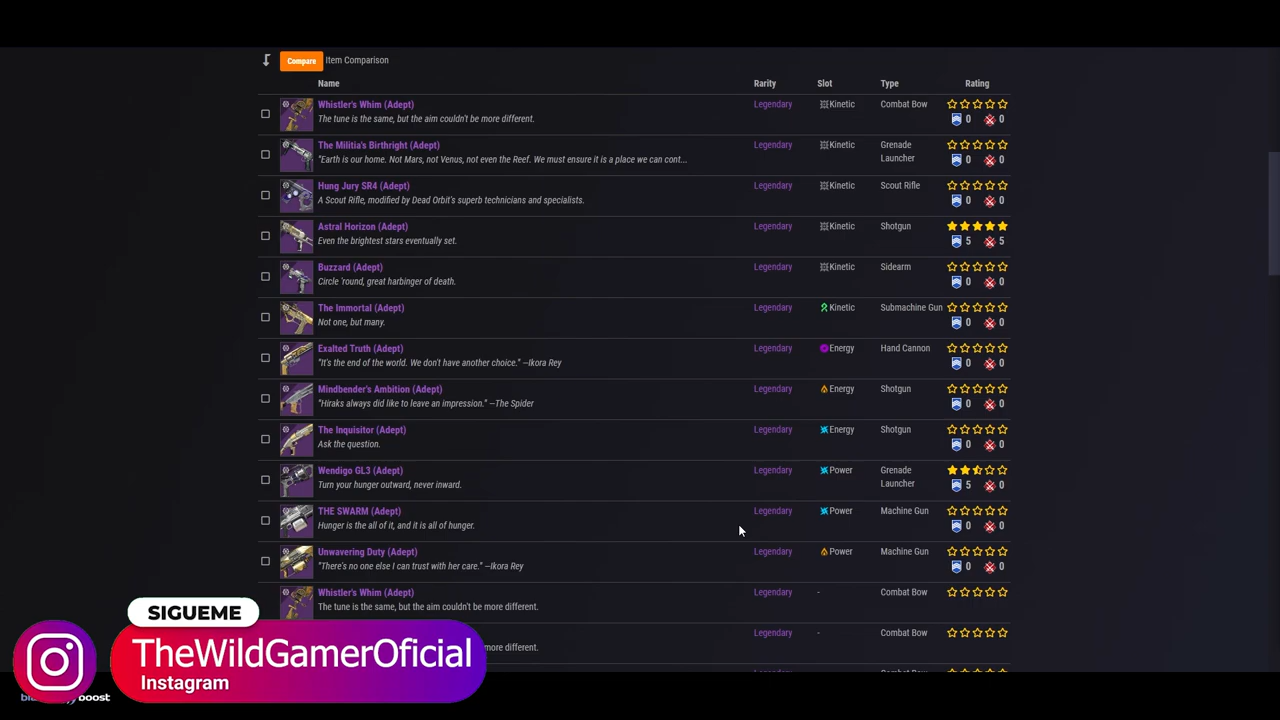 Compare Item Comparison
Name Rarity Slot Type Rating
Whistler's Whim (Adept) Legendary Kinetic Combat Bow
The tune is the same, but the aim couldn't be more different. 0 0
The Militia's Birthright (Adept) Legendary Kinetic Grenade Launcher
"Earth is our home. Not Mars, not Venus, not even the Reef. We must ensure it is a place we can cont... 0 0
Hung Jury SR4 (Adept) Legendary Kinetic Scout Rifle
A Scout Rifle, modified by Dead Orbit's superb technicians and specialists. 0 0
Astral Horizon (Adept) Legendary Kinetic Shotgun
Even the brightest stars eventually set. 5 5
Buzzard (Adept) Legendary Kinetic Sidearm
Circle 'round, great harbinger of death. 0 0
The Immortal (Adept) Legendary Kinetic Submachine Gun
Not one, but many. 0 0
Exalted Truth (Adept) Legendary Energy Hand Cannon
"It's the end of the world. We don't have another choice." —Ikora Rey 0 0
Mindbender's Ambition (Adept) Legendary Energy Shotgun
"Hiraks always did like to leave an impression." —The Spider 0 0
The Inquisitor (Adept) Legendary Energy Shotgun
Ask the question. 0 0
Wendigo GL3 (Adept) Legendary Power Grenade Launcher
Turn your hunger outward, never inward. 5 0
THE SWARM (Adept) Legendary Power Machine Gun
Hunger is the all of it, and it is all of hunger. 0 0
Unwavering Duty (Adept) Legendary Power Machine Gun
"There's no one else I can trust with her care." —Ikora Rey 0 0
Whistler's Whim (Adept) Legendary - Combat Bow
The tune is the same, but the aim couldn't be more different.
Legendary - Combat Bow
more different.
SIGUEME
TheWildGamerOficial
Instagram
boost